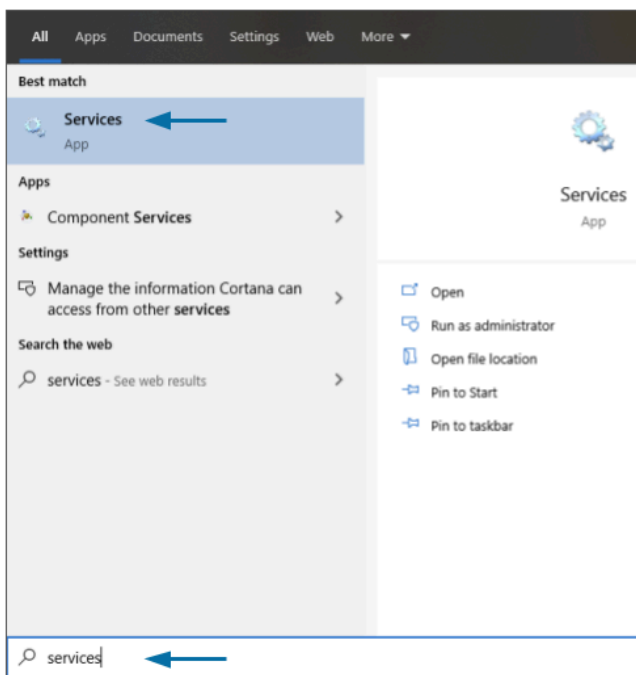 All Apps Documents Settings Web More
Best match
Services
App
Apps
Component Services
Settings
Manage the information Cortana can
access from other services
Search the web
services - See web results
Services
App
Open
Run as administrator
Open file location
Pin to Start
Pin to taskbar
services